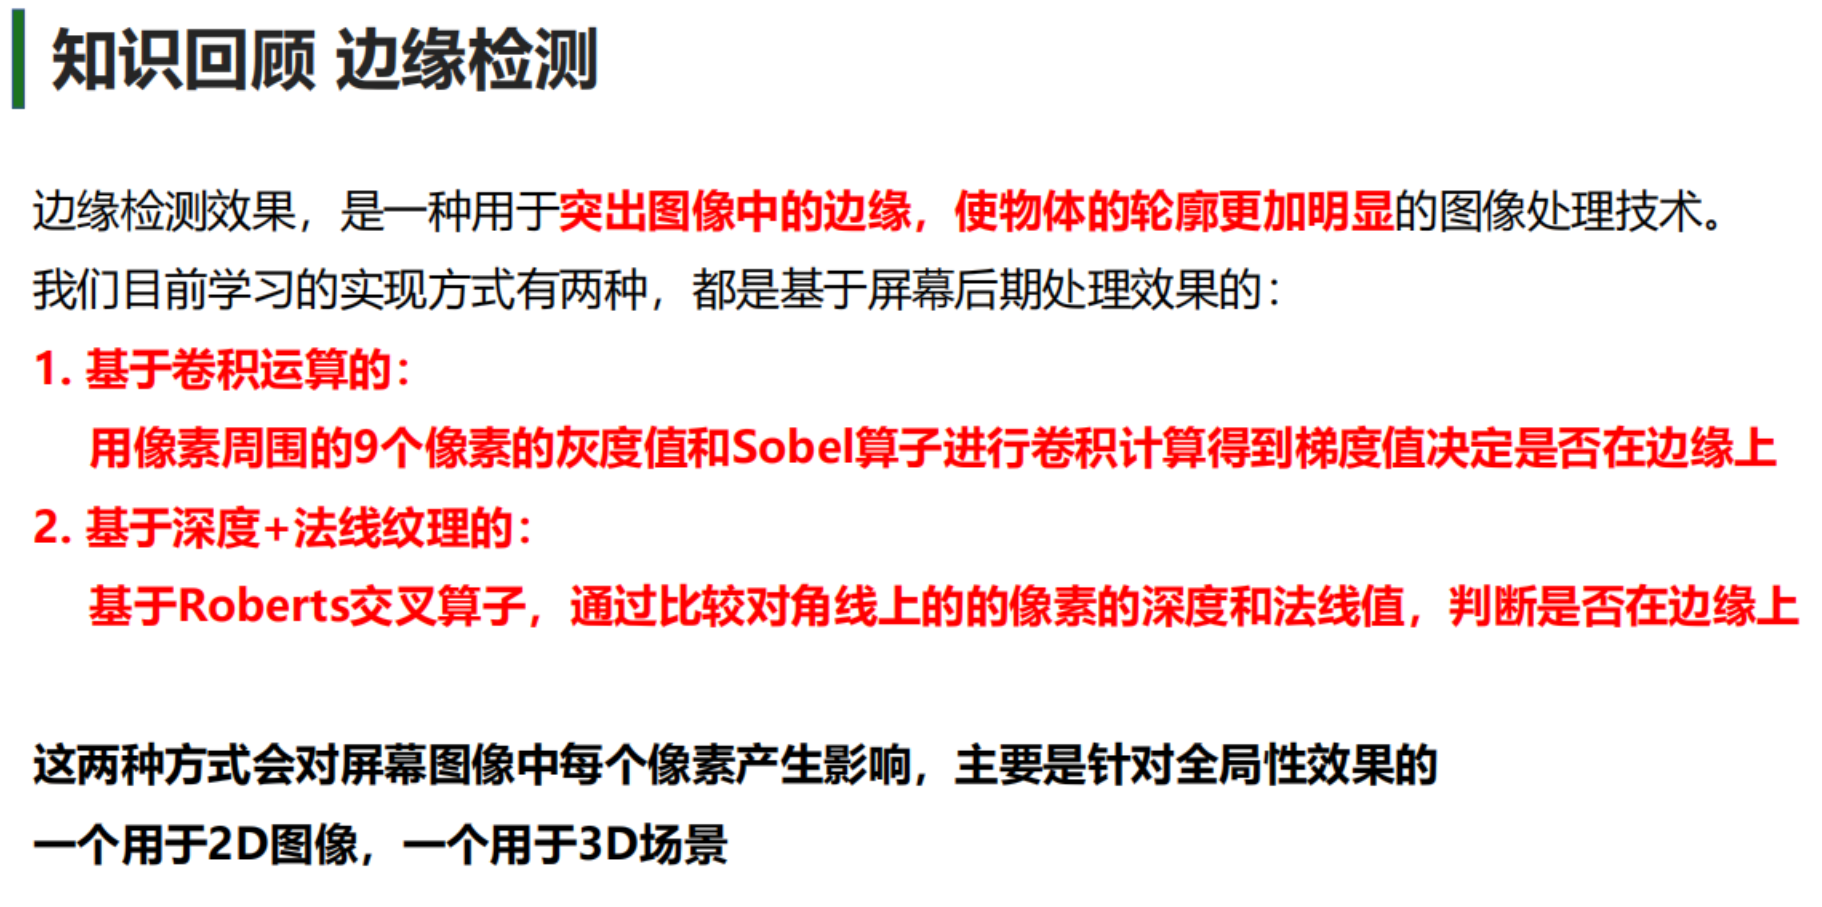 知识回顾 边缘检测
边缘检测效果，是一种用于突出图像中的边缘，使物体的轮廓更加明显的图像处理技术。
我们目前学习的实现方式有两种，都是基于屏幕后期处理效果的：
1. 基于卷积运算的：
用像素周围的9个像素的灰度值和Sobel算子进行卷积计算得到梯度值决定是否在边缘上
2. 基于深度+法线纹理的：
基于Roberts交叉算子，通过比较对角线上的的像素的深度和法线值，判断是否在边缘上
这两种方式会对屏幕图像中每个像素产生影响，主要是针对全局性效果的
一个用于2D图像，一个用于3D场景